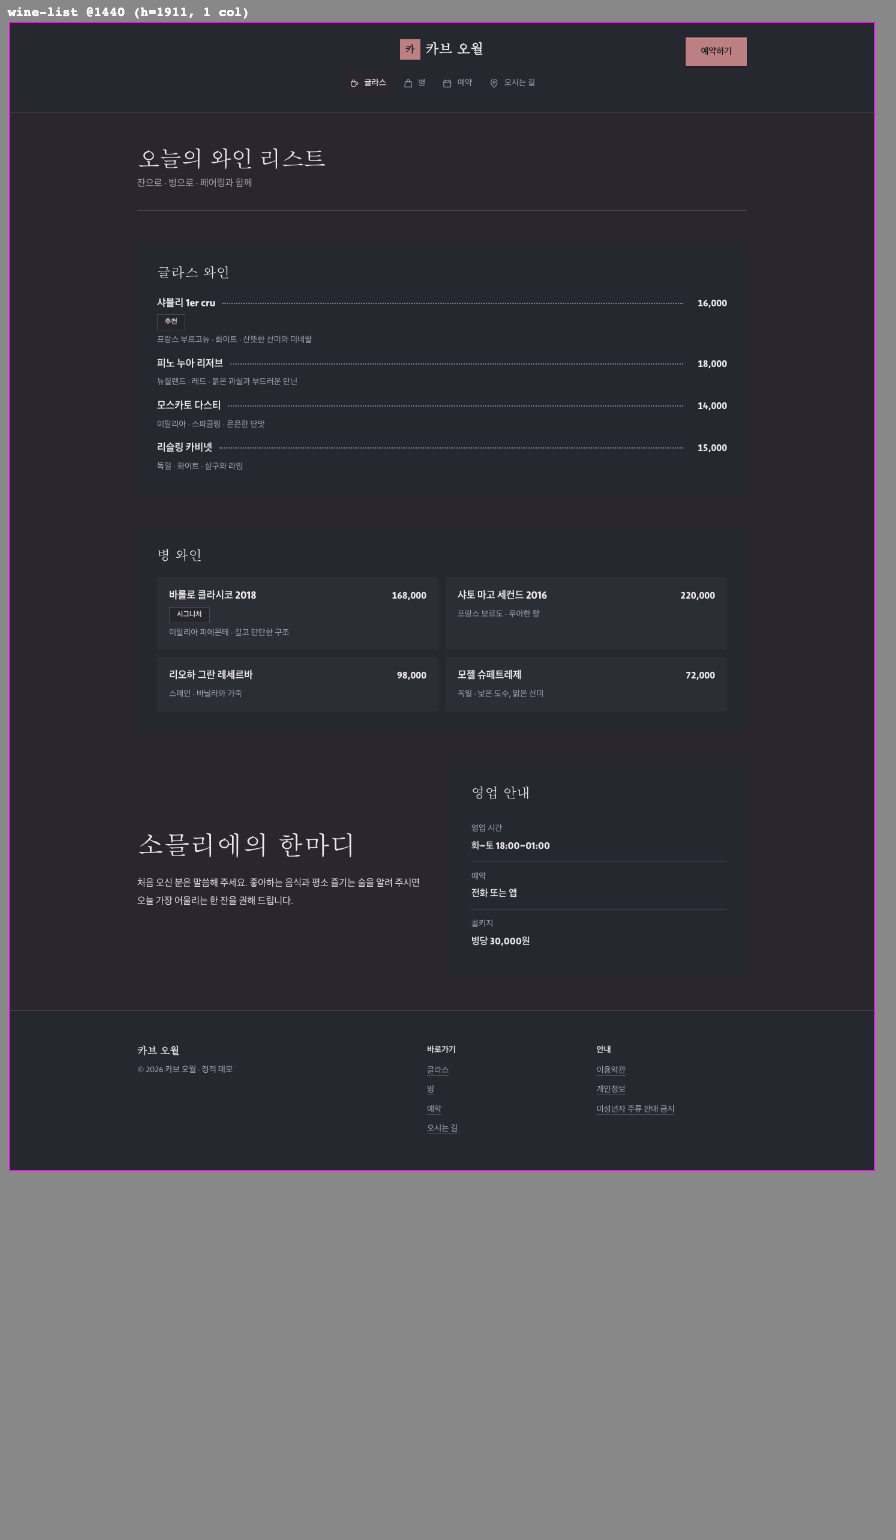 wine-list @1440 (h=1911, 1 col)
카 카브 오월
예약하기
글라스 병 예약 오시는 길
오늘의 와인 리스트
잔으로 · 병으로 · 페어링과 함께
글라스 와인
샤블리 1er cru 16,000
추천
프랑스 부르고뉴 · 화이트 · 산뜻한 산미와 미네랄
피노 누아 리저브 18,000
뉴질랜드 · 레드 · 붉은 과실과 부드러운 탄닌
모스카토 다스티 14,000
이탈리아 · 스파클링 · 은은한 단맛
리슬링 카비넷 15,000
독일 · 화이트 · 살구와 라임
병 와인
바롤로 클라시코 2018 168,000
시그니처
이탈리아 피에몬테 · 깊고 단단한 구조
샤토 마고 세컨드 2016 220,000
프랑스 보르도 · 우아한 향
리오하 그란 레세르바 98,000
스페인 · 바닐라와 가죽
모젤 슈페트레제 72,000
독일 · 낮은 도수, 맑은 산미
소믈리에의 한마디
처음 오신 분은 말씀해 주세요. 좋아하는 음식과 평소 즐기는 술을 알려 주시면
오늘 가장 어울리는 한 잔을 권해 드립니다.
영업 안내
영업 시간
화~토 18:00~01:00
예약
전화 또는 앱
콜키지
병당 30,000원
카브 오월
© 2026 카브 오월 · 정적 데모
바로가기
글라스
병
예약
오시는 길
안내
이용약관
개인정보
미성년자 주류 판매 금지